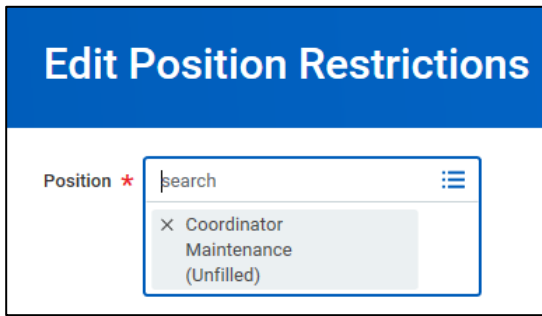 Edit Position Restrictions
Position *
search
× Coordinator
Maintenance
(Unfilled)